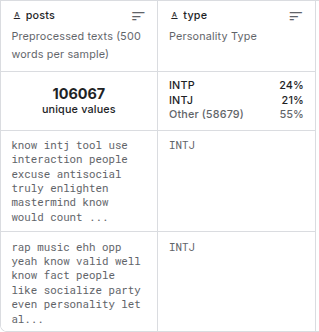 posts
Preprocessed texts (500
words per sample)
type
Personality Type
106067
unique values
INTP 24%
INTJ 21%
Other (58679) 55%
know intj tool use
interaction people
excuse antisocial
truly enlighten
mastermind know
would count ...
INTJ
rap music ehh opp
yeah know valid well
know fact people
like socialize party
even personality let
al...
INTJ